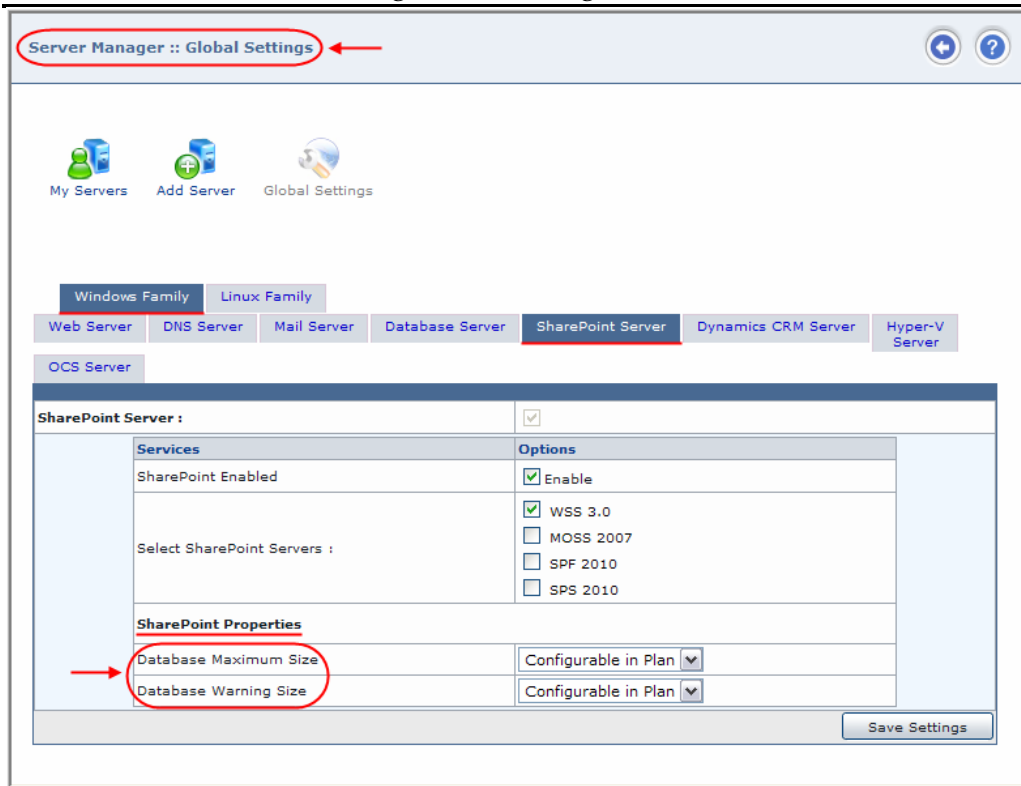 Server Manager :: Global Settings
My Servers Add Server Global Settings
Windows Family Linux Family
Web Server DNS Server Mail Server Database Server SharePoint Server Dynamics CRM Server Hyper-V Server
OCS Server
SharePoint Server :
Services Options
SharePoint Enabled Enable
Select SharePoint Servers :
WSS 3.0
MOSS 2007
SPF 2010
SPS 2010
SharePoint Properties
Database Maximum Size Configurable in Plan
Database Warning Size Configurable in Plan
Save Settings